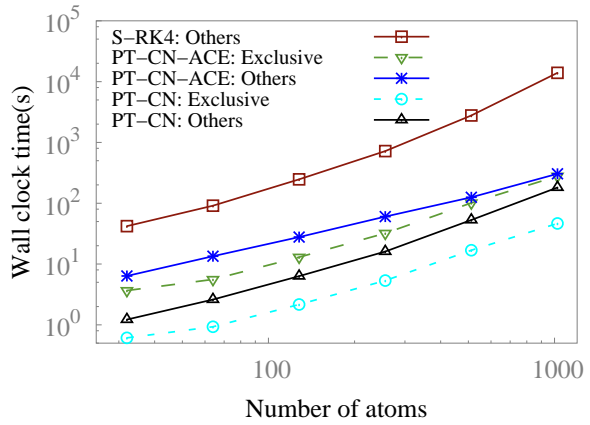 10^5
10^4
10^3
10^2
10^1
10^0
Wall clock time(s)
S−RK4: Others
PT−CN−ACE: Exclusive
PT−CN−ACE: Others
PT−CN: Exclusive
PT−CN: Others
100
1000
Number of atoms